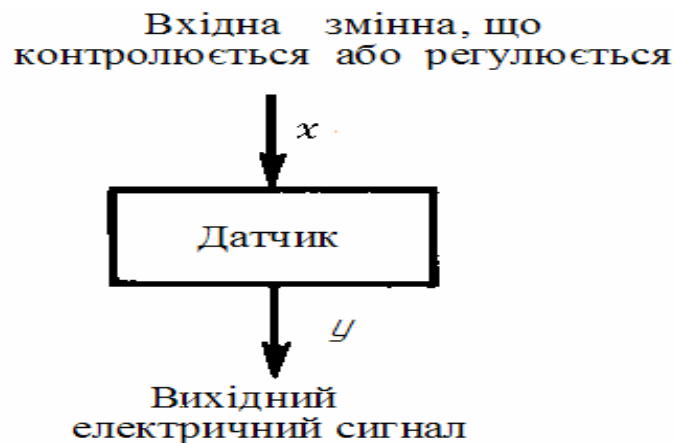 Вхідна змінна, що
контролюється або регулюється
x
Датчик
y
Вихідний
електричний сигнал